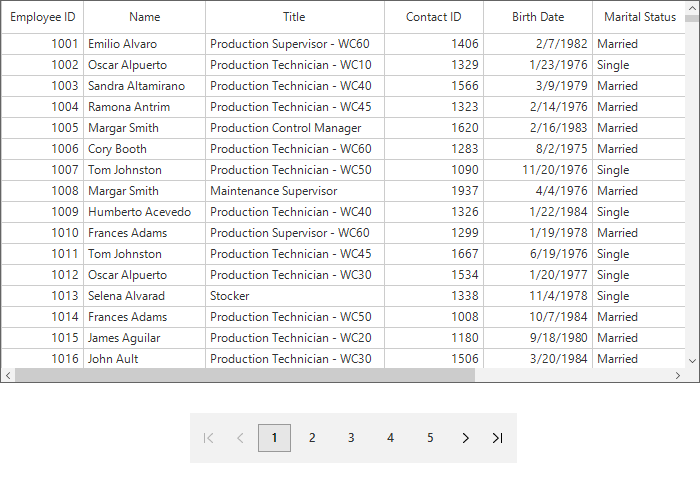 Employee ID Name Title Contact ID Birth Date Marital Status
1001 Emilio Alvaro Production Supervisor - WC60 1406 2/7/1982 Married
1002 Oscar Alpuerto Production Technician - WC10 1329 1/23/1976 Single
1003 Sandra Altamirano Production Technician - WC40 1566 3/9/1979 Married
1004 Ramona Antrim Production Technician - WC45 1323 2/14/1976 Married
1005 Margar Smith Production Control Manager 1620 2/16/1983 Married
1006 Cory Booth Production Technician - WC60 1283 8/2/1975 Married
1007 Tom Johnston Production Technician - WC50 1090 11/20/1976 Single
1008 Margar Smith Maintenance Supervisor 1937 4/4/1976 Married
1009 Humberto Acevedo Production Technician - WC40 1326 1/22/1984 Single
1010 Frances Adams Production Supervisor - WC60 1299 1/19/1978 Married
1011 Tom Johnston Production Technician - WC45 1667 6/19/1976 Single
1012 Oscar Alpuerto Production Technician - WC30 1534 1/20/1977 Single
1013 Selena Alvarad Stocker 1338 11/4/1978 Single
1014 Frances Adams Production Technician - WC50 1008 10/7/1984 Married
1015 James Aguilar Production Technician - WC20 1180 9/18/1980 Married
1016 John Ault Production Technician - WC30 1506 3/20/1984 Married
1 2 3 4 5